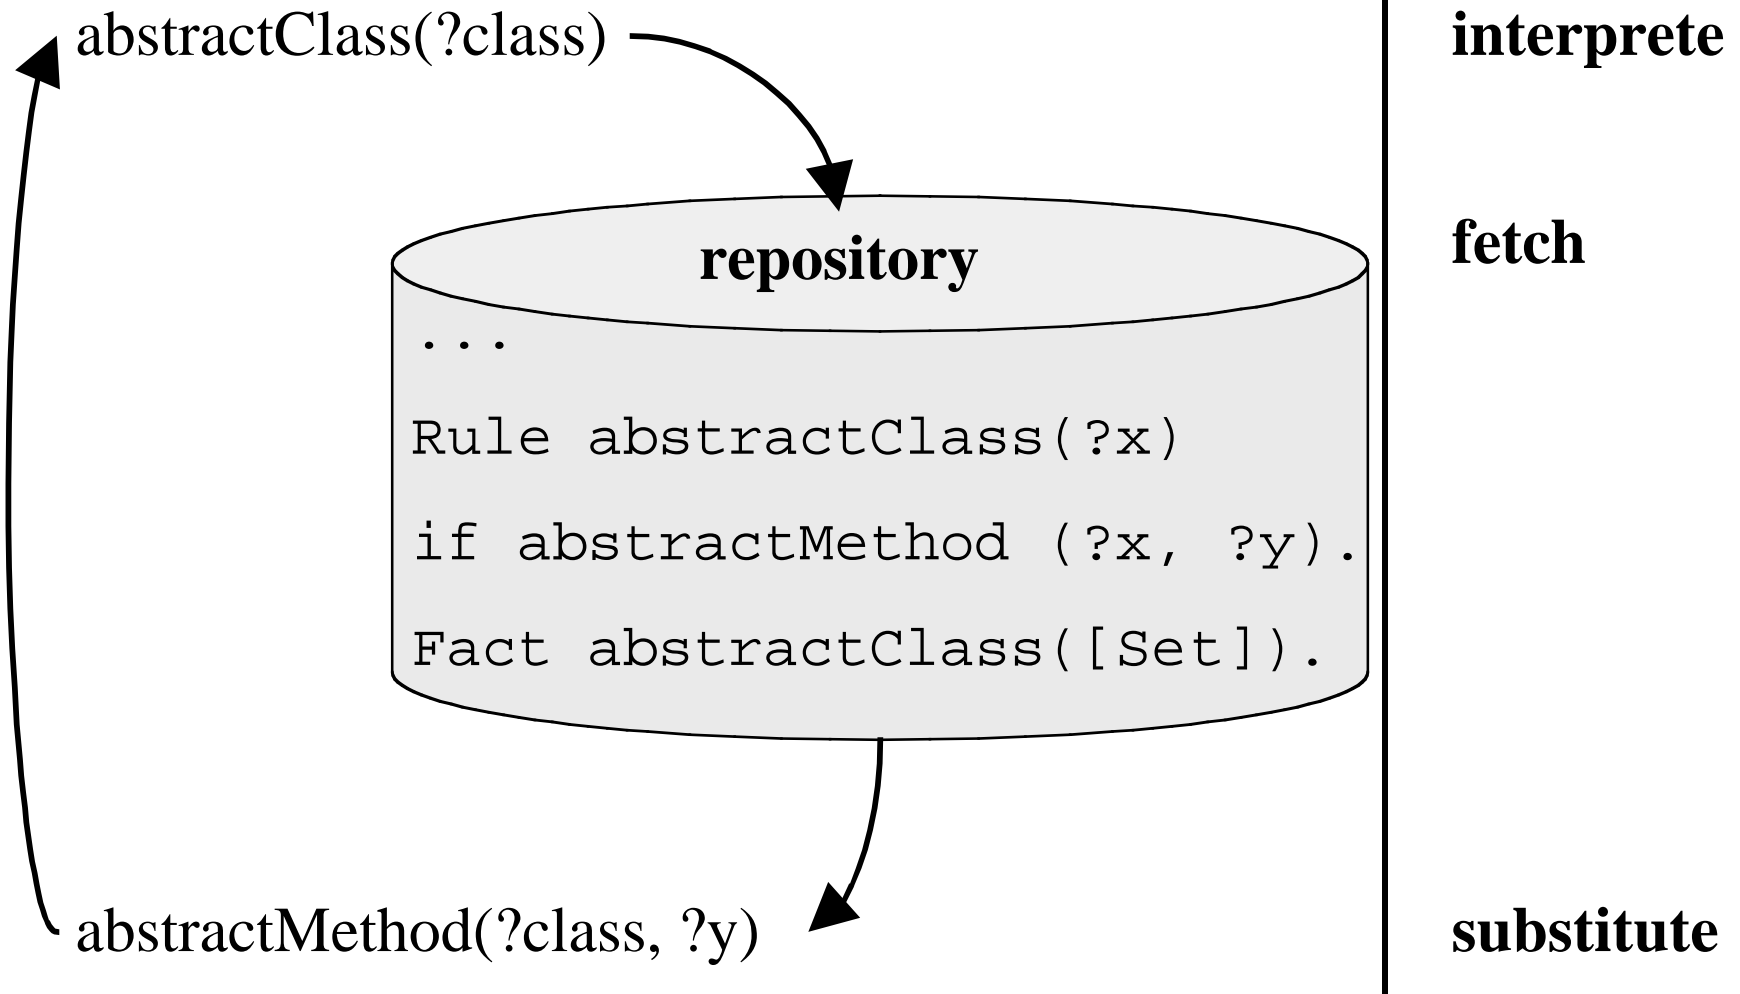 abstractClass(?class)
interprete
fetch
repository
...
Rule abstractClass(?x)
if abstractMethod (?x, ?y).
Fact abstractClass([Set]).
abstractMethod(?class, ?y)
substitute